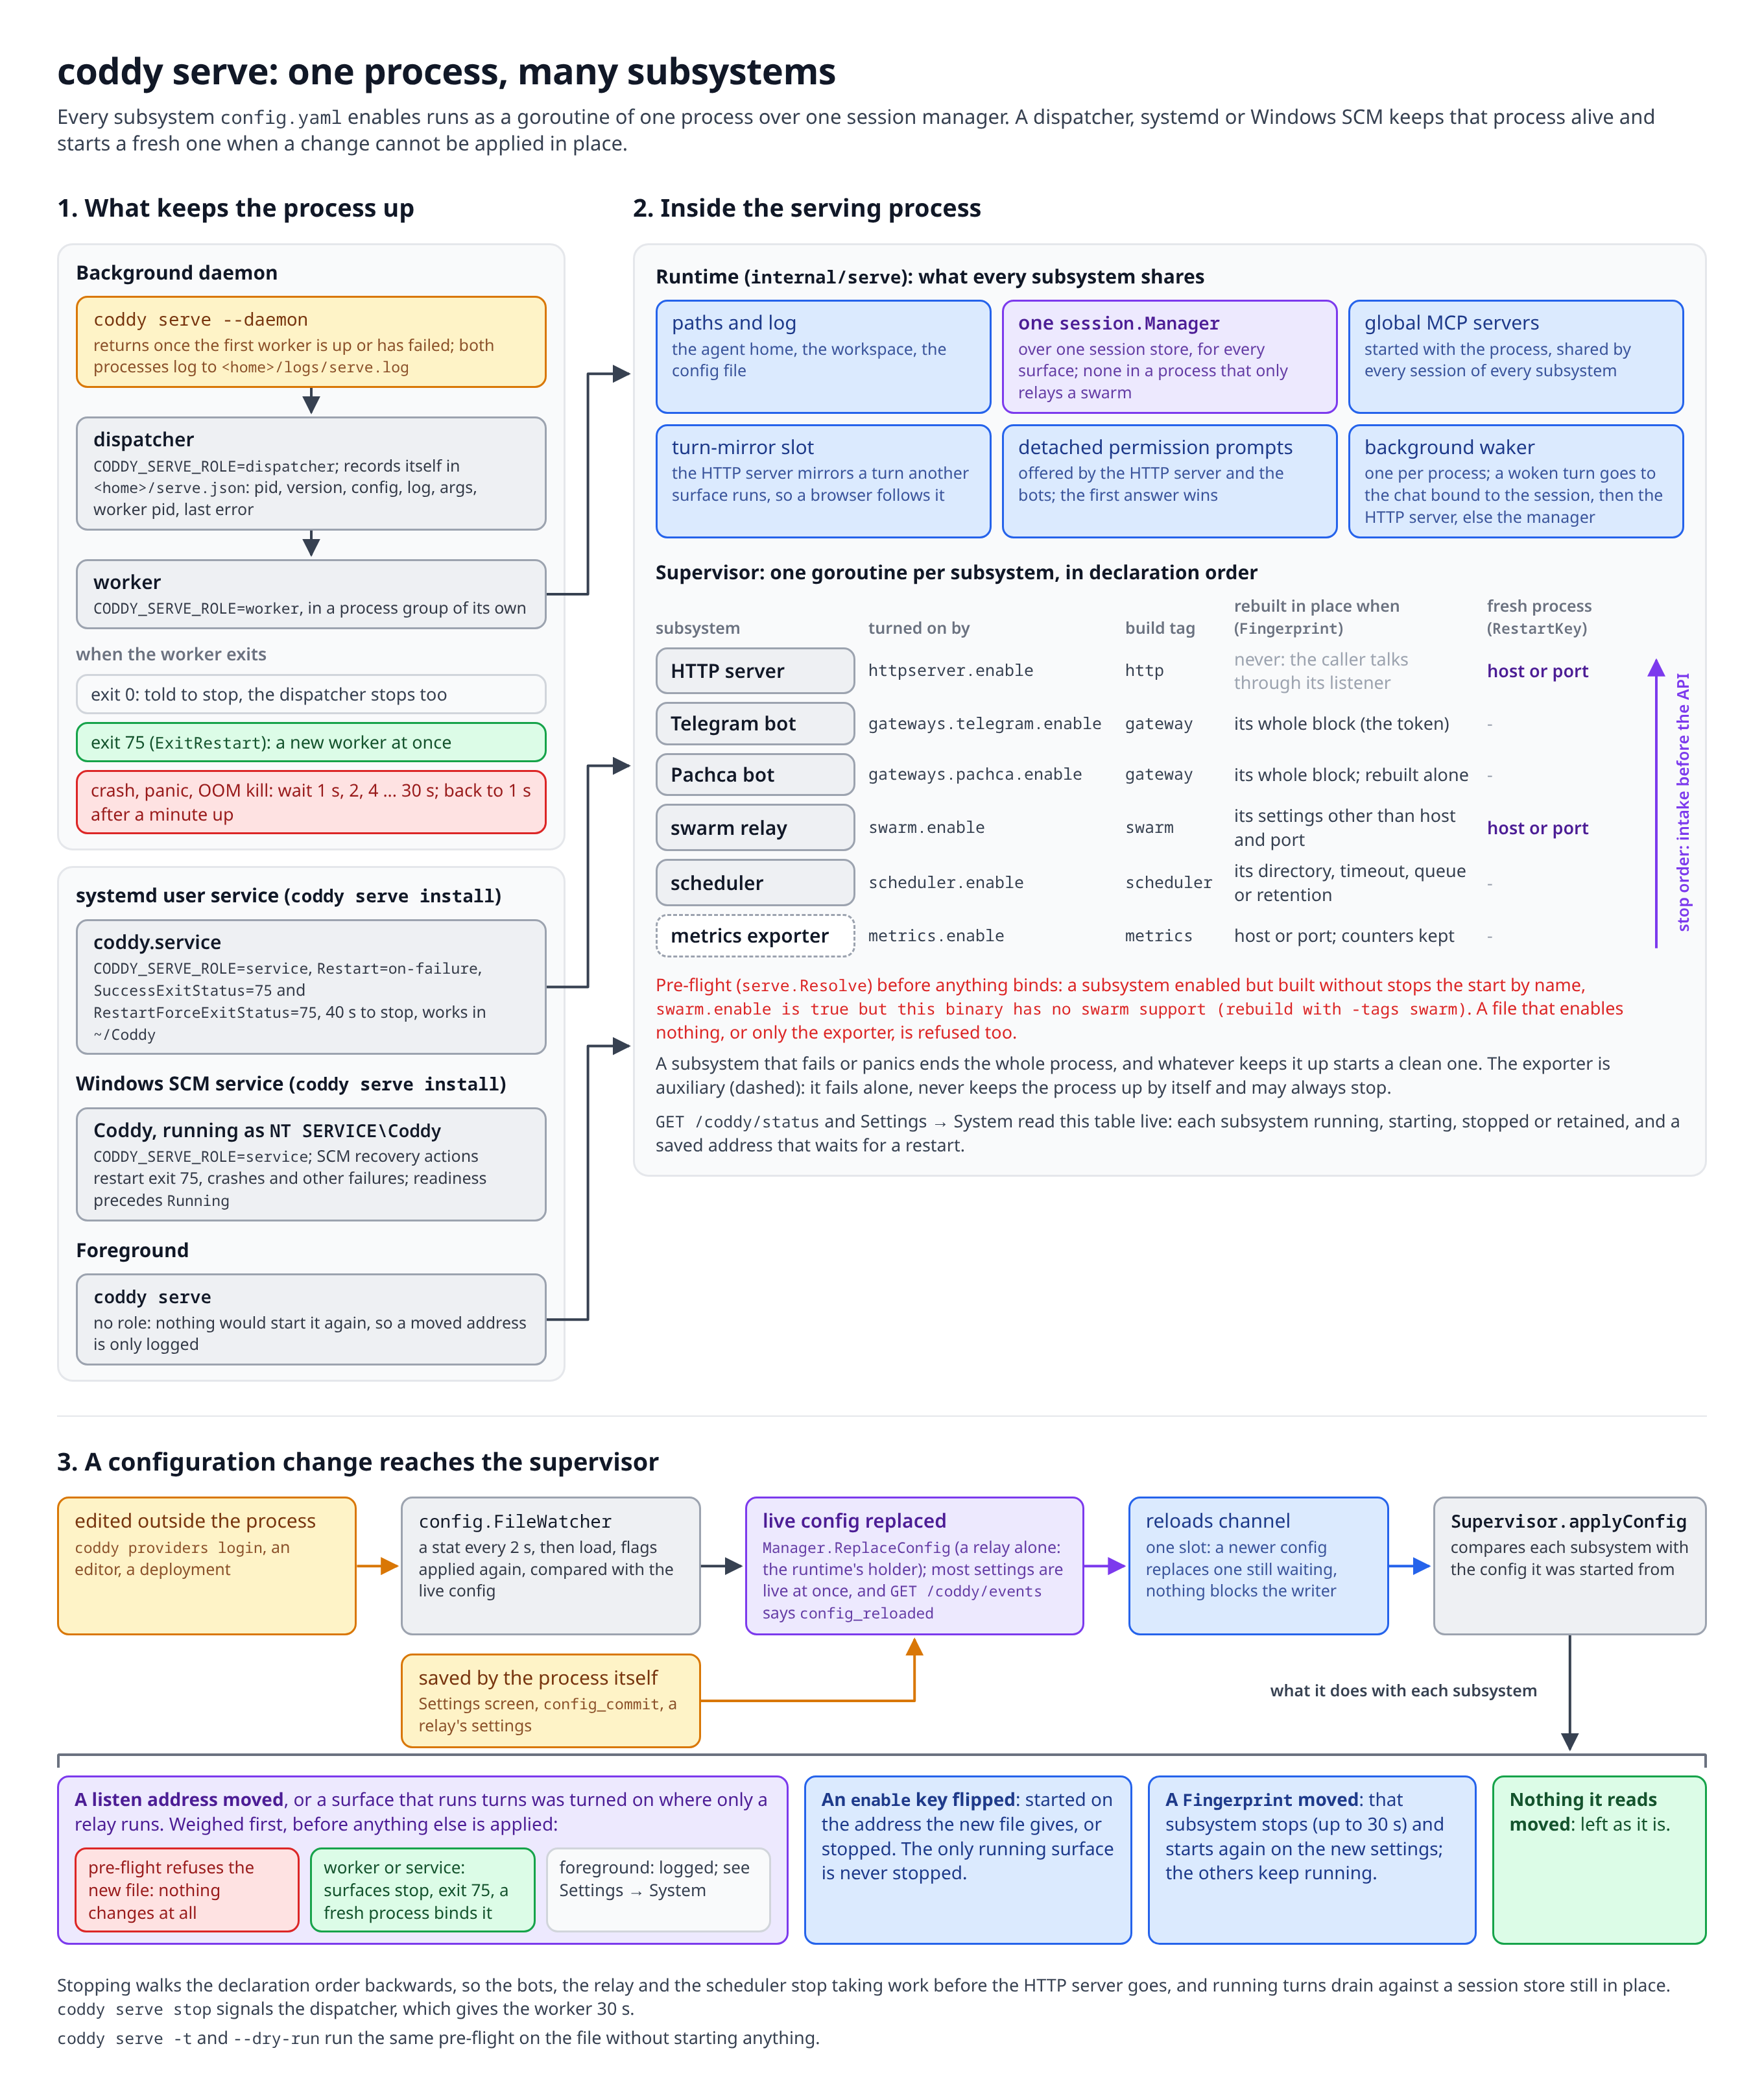 coddy serve: one process, many subsystems
Every subsystem config.yaml enables runs as a goroutine of one process over one session manager. A dispatcher, systemd or Windows SCM keeps that process alive and
starts a fresh one when a change cannot be applied in place.
1. What keeps the process up
Background daemon
coddy serve --daemon
returns once the first worker is up or has failed; both
processes log to <home>/logs/serve.log
dispatcher
CODDY_SERVE_ROLE=dispatcher; records itself in
<home>/serve.json: pid, version, config, log, args,
worker pid, last error
worker
CODDY_SERVE_ROLE=worker, in a process group of its own
when the worker exits
exit 0: told to stop, the dispatcher stops too
exit 75 (ExitRestart): a new worker at once
crash, panic, OOM kill: wait 1 s, 2, 4 ... 30 s; back to 1 s
after a minute up
systemd user service (coddy serve install)
coddy.service
CODDY_SERVE_ROLE=service, Restart=on-failure,
SuccessExitStatus=75 and
RestartForceExitStatus=75, 40 s to stop, works in
~/Coddy
Windows SCM service (coddy serve install)
Coddy, running as NT SERVICE\Coddy
CODDY_SERVE_ROLE=service; SCM recovery actions
restart exit 75, crashes and other failures; readiness
precedes Running
Foreground
coddy serve
no role: nothing would start it again, so a moved address
is only logged
2. Inside the serving process
Runtime (internal/serve): what every subsystem shares
paths and log
the agent home, the workspace, the
config file
one session.Manager
over one session store, for every
surface; none in a process that only
relays a swarm
global MCP servers
started with the process, shared by
every session of every subsystem
turn-mirror slot
the HTTP server mirrors a turn another
surface runs, so a browser follows it
detached permission prompts
offered by the HTTP server and the
bots; the first answer wins
background waker
one per process; a woken turn goes to
the chat bound to the session, then the
HTTP server, else the manager
Supervisor: one goroutine per subsystem, in declaration order
subsystem turned on by build tag rebuilt in place when (Fingerprint) fresh process (RestartKey)
HTTP server httpserver.enable http never: the caller talks through its listener host or port
Telegram bot gateways.telegram.enable gateway its whole block (the token) -
Pachca bot gateways.pachca.enable gateway its whole block; rebuilt alone -
swarm relay swarm.enable swarm its settings other than host and port host or port
scheduler scheduler.enable scheduler its directory, timeout, queue or retention -
metrics exporter metrics.enable metrics host or port; counters kept -
stop order: intake before the API
Pre-flight (serve.Resolve) before anything binds: a subsystem enabled but built without stops the start by name,
swarm.enable is true but this binary has no swarm support (rebuild with -tags swarm). A file that enables
nothing, or only the exporter, is refused too.
A subsystem that fails or panics ends the whole process, and whatever keeps it up starts a clean one. The exporter is
auxiliary (dashed): it fails alone, never keeps the process up by itself and may always stop.
GET /coddy/status and Settings → System read this table live: each subsystem running, starting, stopped or retained, and a
saved address that waits for a restart.
3. A configuration change reaches the supervisor
edited outside the process
coddy providers login, an
editor, a deployment
config.FileWatcher
a stat every 2 s, then load, flags
applied again, compared with the
live config
live config replaced
Manager.ReplaceConfig (a relay alone:
the runtime's holder); most settings are
live at once, and GET /coddy/events
says config_reloaded
reloads channel
one slot: a newer config
replaces one still waiting,
nothing blocks the writer
Supervisor.applyConfig
compares each subsystem with
the config it was started from
saved by the process itself
Settings screen, config_commit, a
relay's settings
what it does with each subsystem
A listen address moved, or a surface that runs turns was turned on where only a
relay runs. Weighed first, before anything else is applied:
pre-flight refuses the
new file: nothing
changes at all
worker or service:
surfaces stop, exit 75, a
fresh process binds it
foreground: logged; see
Settings → System
An enable key flipped: started on
the address the new file gives, or
stopped. The only running surface
is never stopped.
A Fingerprint moved: that
subsystem stops (up to 30 s) and
starts again on the new settings;
the others keep running.
Nothing it reads
moved: left as it is.
Stopping walks the declaration order backwards, so the bots, the relay and the scheduler stop taking work before the HTTP server goes, and running turns drain against a session store still in place.
coddy serve stop signals the dispatcher, which gives the worker 30 s.
coddy serve -t and --dry-run run the same pre-flight on the file without starting anything.